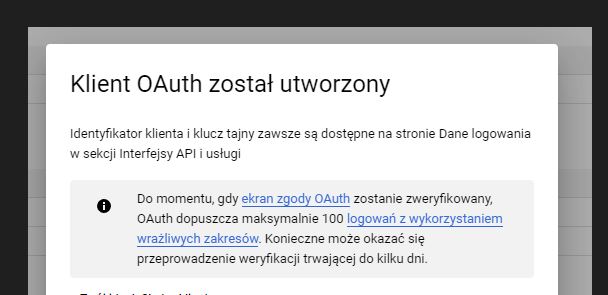 Klient OAuth został utworzony
Identyfikator klienta i klucz tajny zawsze są dostępne na stronie Dane logowania
w sekcji Interfejsy API i usługi
Do momentu, gdy ekran zgody OAuth zostanie zweryfikowany,
OAuth dopuszcza maksymalnie 100 logowań z wykorzystaniem
wrażliwych zakresów. Konieczne może okazać się
przeprowadzenie weryfikacji trwającej do kilku dni.